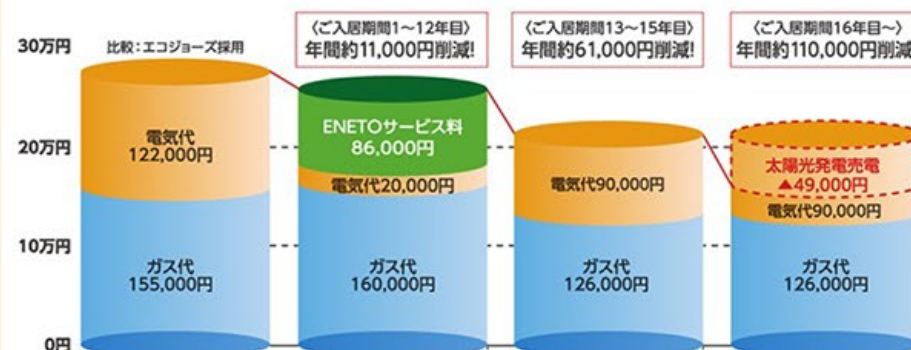 30万円
20万円
10万円
0円
比較：エコジョーズ採用
電気代
122,000円
ガス代
155,000円
〈ご入居期間1〜12年目〉
年間約11,000円削減!
ENETOサービス料
86,000円
電気代20,000円
ガス代
160,000円
〈ご入居期間13〜15年目〉
年間約61,000円削減!
電気代90,000円
ガス代
126,000円
〈ご入居期間16年目〜〉
年間約110,000円削減
太陽光発電売電
▲49,000円
電気代90,000円
ガス代
126,000円